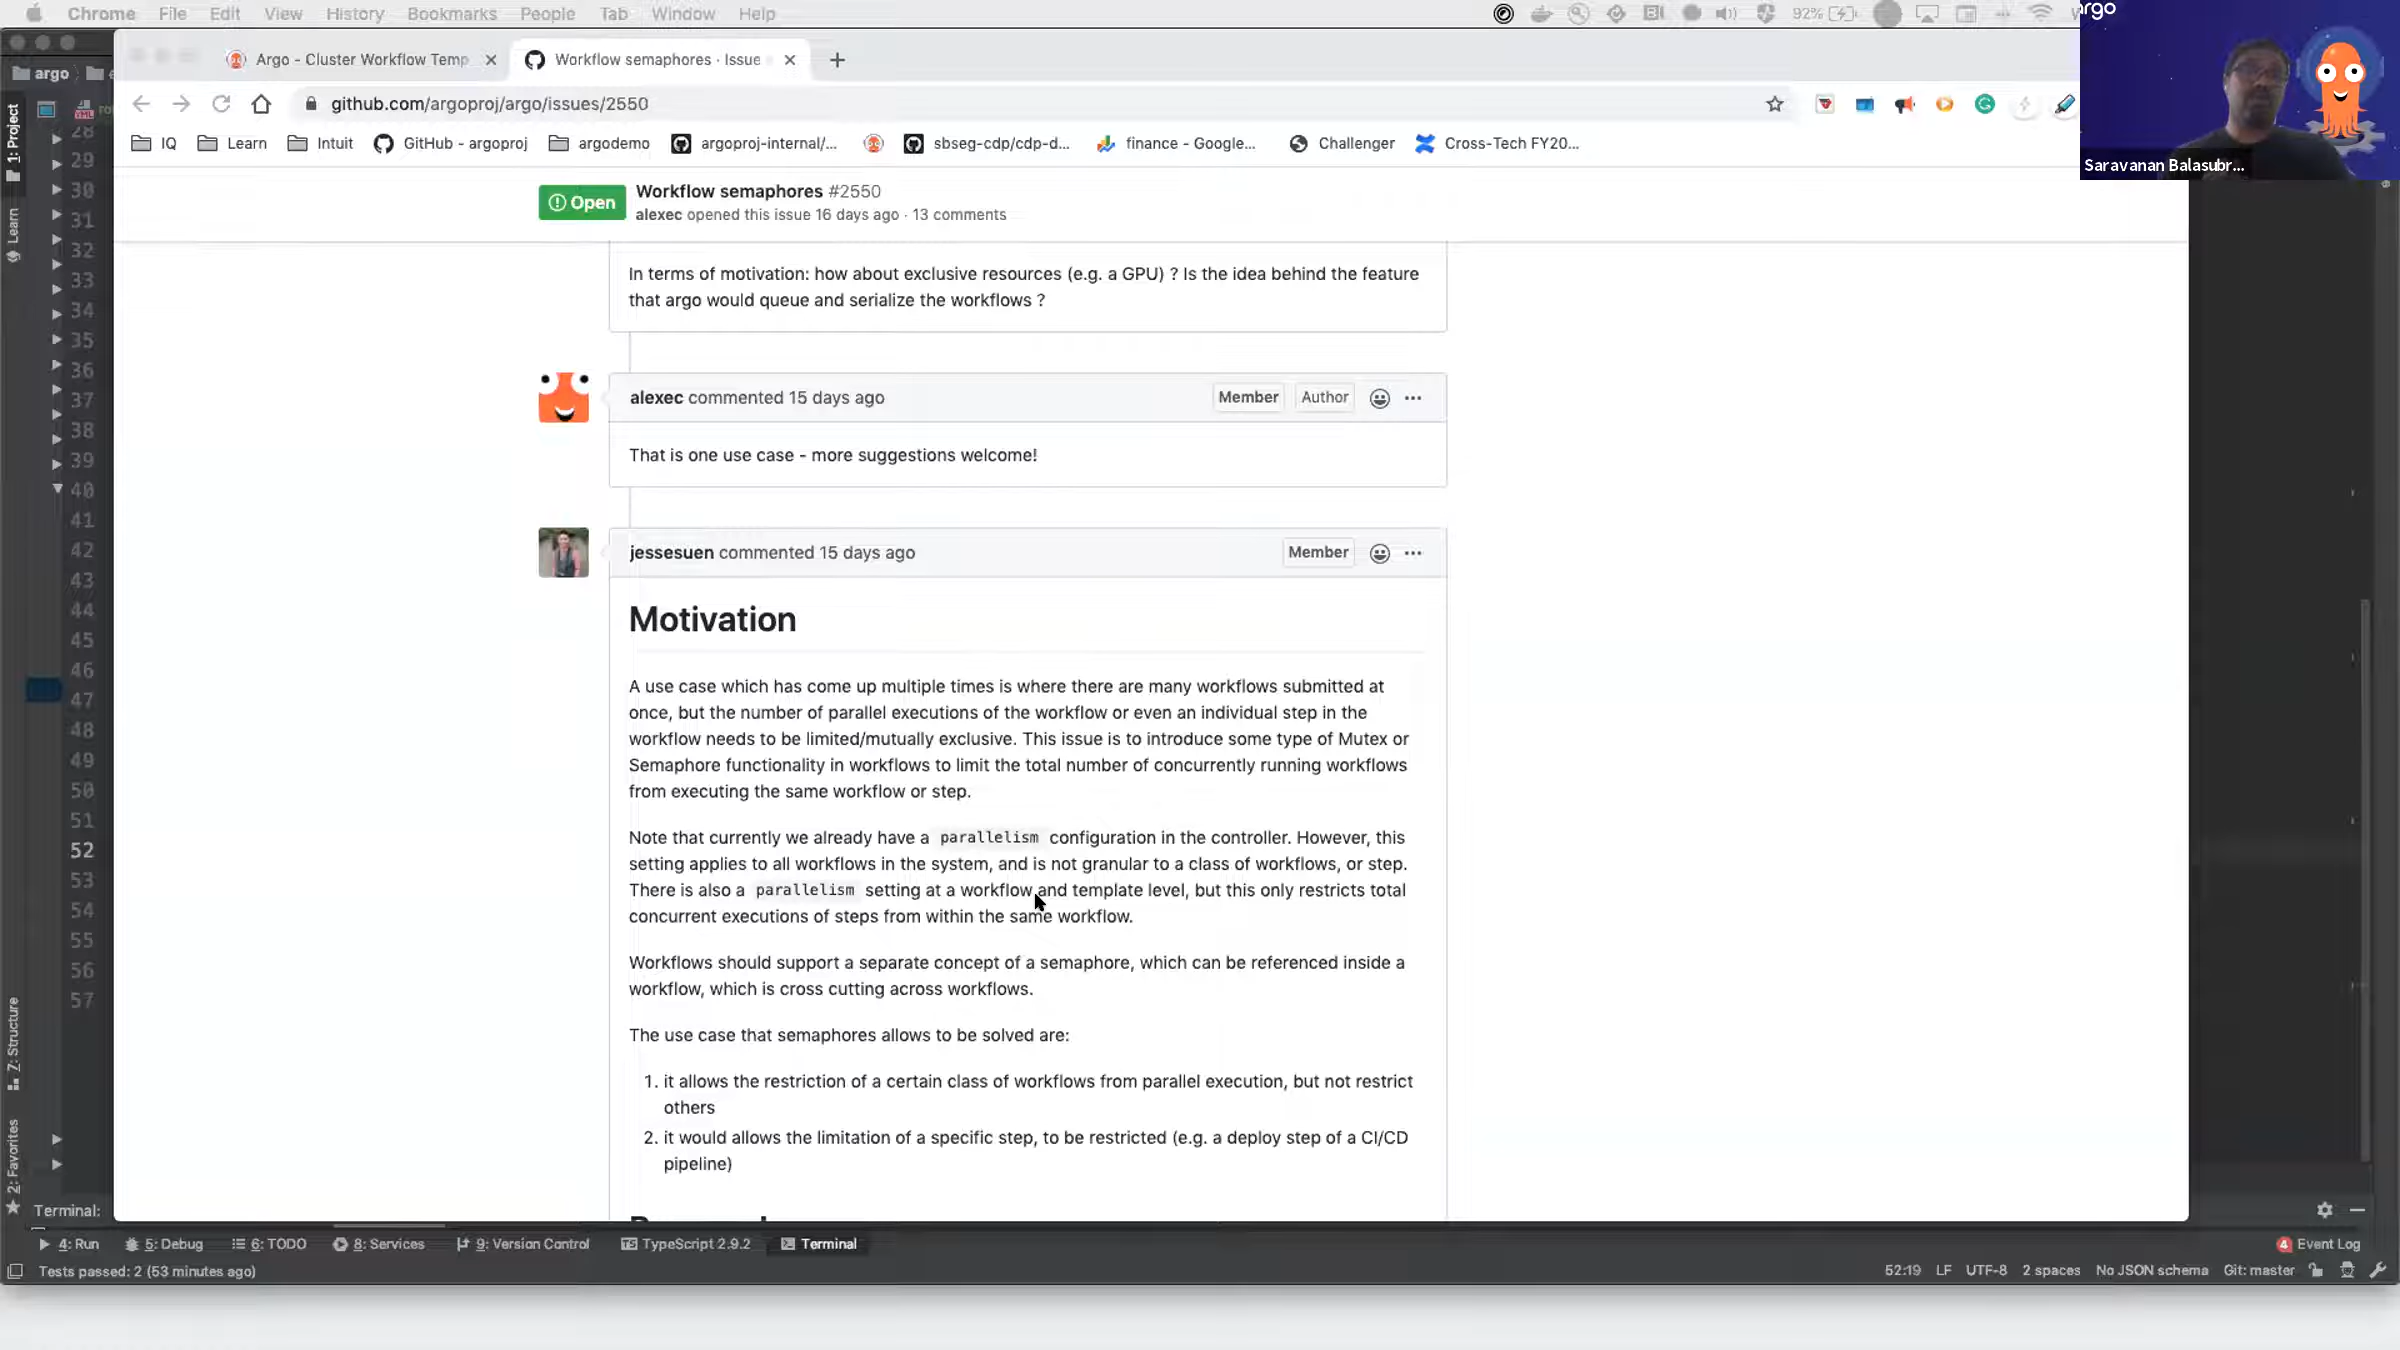 Chrome File Edit View History Bookmarks People Tab Window Help
92%
argo
Argo - Cluster Workflow Temp
Workflow semaphores · Issue
github.com/argoproj/argo/issues/2550
IQ Learn Intuit GitHub - argoproj argodemo argoproj-internal/... sbseg-cdp/cdp-d... finance - Google... Challenger Cross-Tech FY20...
argo
Saravanan Balasubr...
1: Project
Learn
7: Structure
2: Favorites
28
29
30
31
32
33
34
35
36
37
38
39
40
41
42
43
44
45
46
47
48
49
50
51
52
53
54
55
56
57
Open
Workflow semaphores #2550
alexec opened this issue 16 days ago · 13 comments
In terms of motivation: how about exclusive resources (e.g. a GPU) ? Is the idea behind the feature
that argo would queue and serialize the workflows ?
alexec commented 15 days ago
Member Author
That is one use case - more suggestions welcome!
jessesuen commented 15 days ago
Member
Motivation
A use case which has come up multiple times is where there are many workflows submitted at
once, but the number of parallel executions of the workflow or even an individual step in the
workflow needs to be limited/mutually exclusive. This issue is to introduce some type of Mutex or
Semaphore functionality in workflows to limit the total number of concurrently running workflows
from executing the same workflow or step.
Note that currently we already have a parallelism configuration in the controller. However, this
setting applies to all workflows in the system, and is not granular to a class of workflows, or step.
There is also a parallelism setting at a workflow and template level, but this only restricts total
concurrent executions of steps from within the same workflow.
Workflows should support a separate concept of a semaphore, which can be referenced inside a
workflow, which is cross cutting across workflows.
The use case that semaphores allows to be solved are:
1. it allows the restriction of a certain class of workflows from parallel execution, but not restrict
others
2. it would allows the limitation of a specific step, to be restricted (e.g. a deploy step of a CI/CD
pipeline)
Terminal:
4: Run 5: Debug 6: TODO 8: Services 9: Version Control TypeScript 2.9.2 Terminal
4 Event Log
Tests passed: 2 (53 minutes ago)
52:19 LF UTF-8 2 spaces No JSON schema Git: master